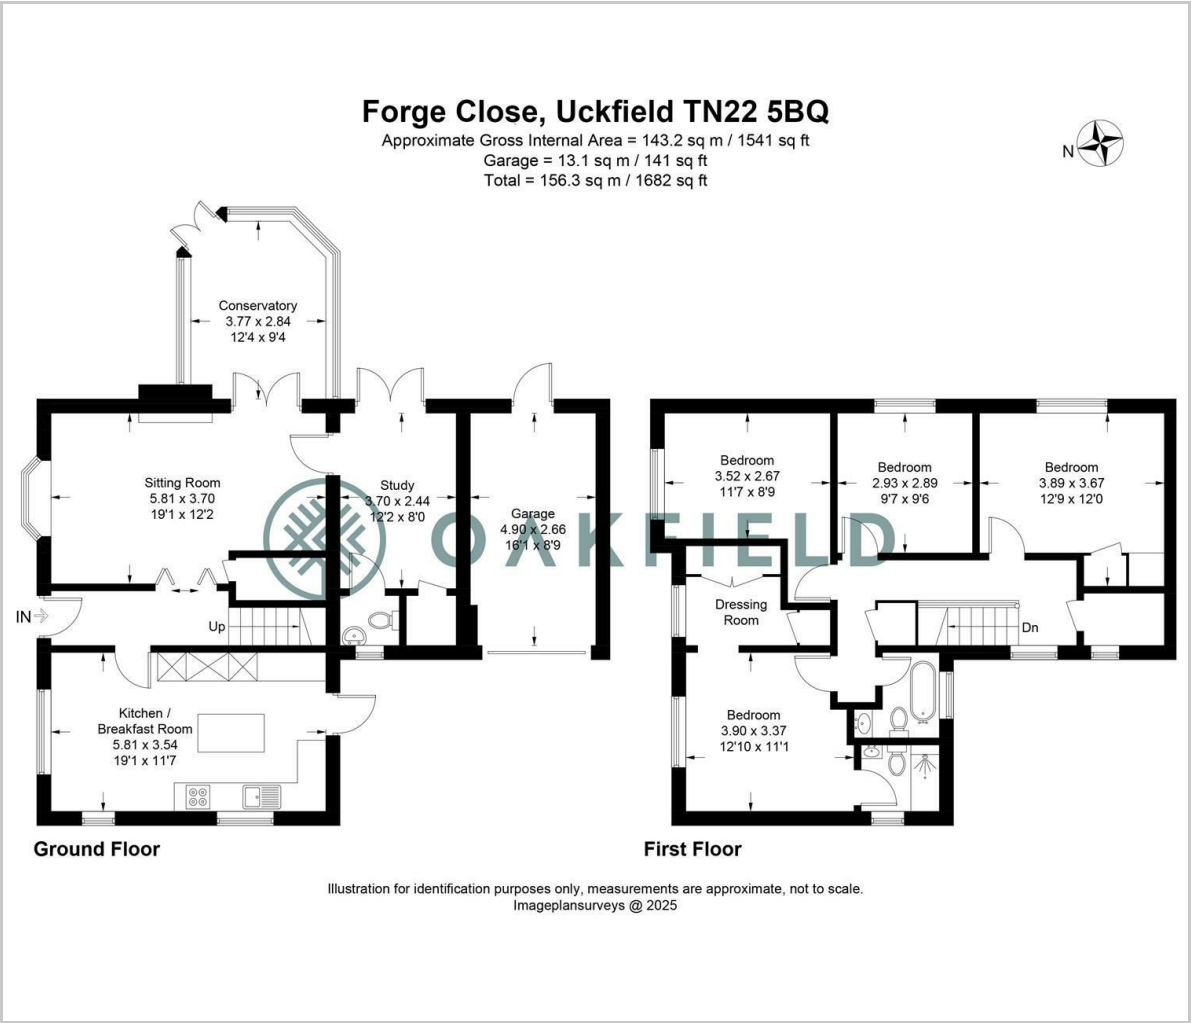 Forge Close, Uckfield TN22 5BQ
Approximate Gross Internal Area = 143.2 sq m / 1541 sq ft
Garage = 13.1 sq m / 141 sq ft
Total = 156.3 sq m / 1682 sq ft
N
Conservatory
3.77 x 2.84
12'4 x 9'4
Sitting Room
5.81 x 3.70
19'1 x 12'2
Study
3.70 x 2.44
12'2 x 8'0
Garage
4.90 x 2.66
16'1 x 8'9
OAKFIELD
IN
Up
Kitchen /
Breakfast Room
5.81 x 3.54
19'1 x 11'7
Ground Floor
Bedroom
3.52 x 2.67
11'7 x 8'9
Bedroom
2.93 x 2.89
9'7 x 9'6
Bedroom
3.89 x 3.67
12'9 x 12'0
Dressing
Room
Dn
Bedroom
3.90 x 3.37
12'10 x 11'1
First Floor
Illustration for identification purposes only, measurements are approximate, not to scale.
Imageplansurveys @ 2025